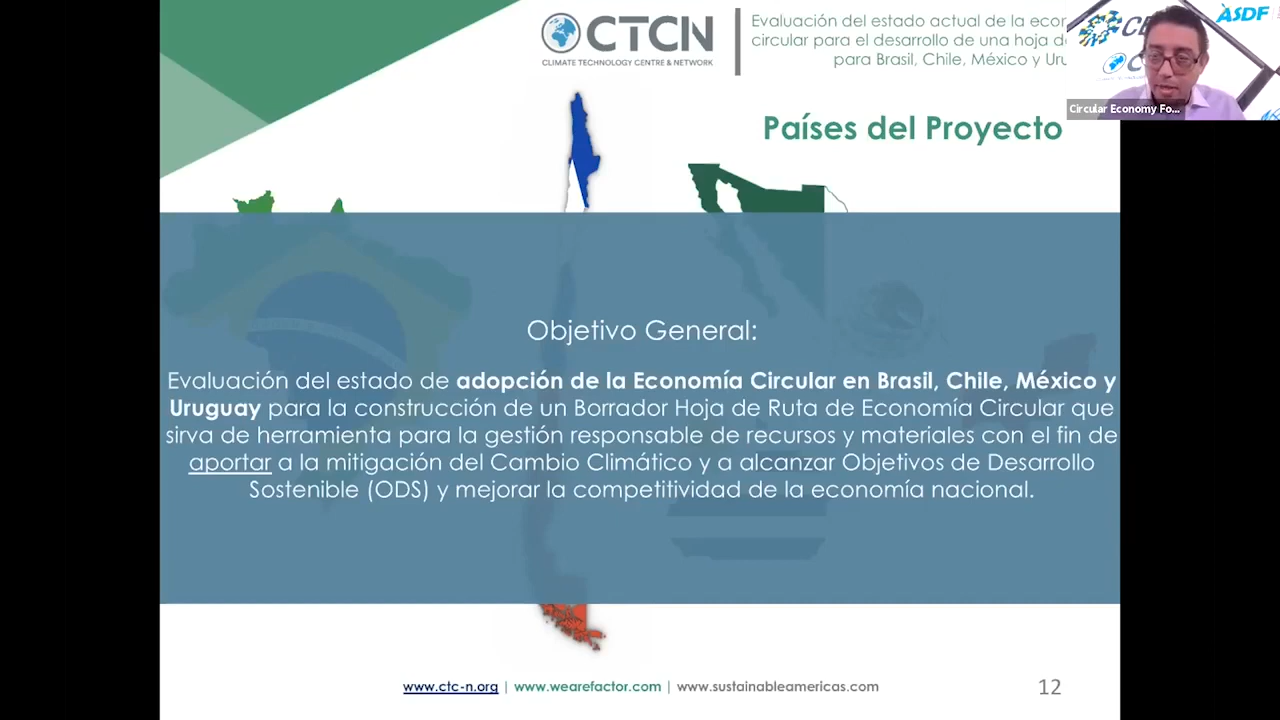 CTCN
CLIMATE TECHNOLOGY CENTRE & NETWORK
Evaluación del estado actual de la
circular para el desarrollo de una hoja
para Brasil, Chile, México y
ASDF
Circular Economy Fo...
Países del Proyecto
Objetivo General:
Evaluación del estado de adopción de la Economía Circular en Brasil, Chile, México y
Uruguay para la construcción de un Borrador Hoja de Ruta de Economía Circular que
sirva de herramienta para la gestión responsable de recursos y materiales con el fin de
aportar a la mitigación del Cambio Climático y a alcanzar Objetivos de Desarrollo
Sostenible (ODS) y mejorar la competitividad de la economía nacional.
www.ctc-n.org | www.wearefactor.com | www.sustainableamericas.com
12